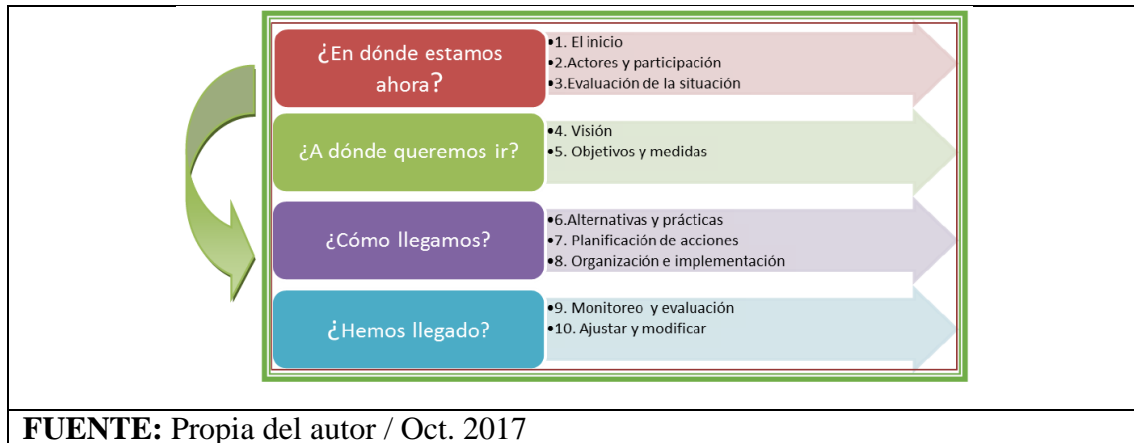 ¿En dónde estamos
ahora?
•1. El inicio
•2.Actores y participación
•3.Evaluación de la situación
¿A dónde queremos ir?
•4. Visión
•5. Objetivos y medidas
¿Cómo llegamos?
•6.Alternativas y prácticas
•7. Planificación de acciones
•8. Organización e implementación
¿Hemos llegado?
•9. Monitoreo y evaluación
•10. Ajustar y modificar
FUENTE: Propia del autor / Oct. 2017